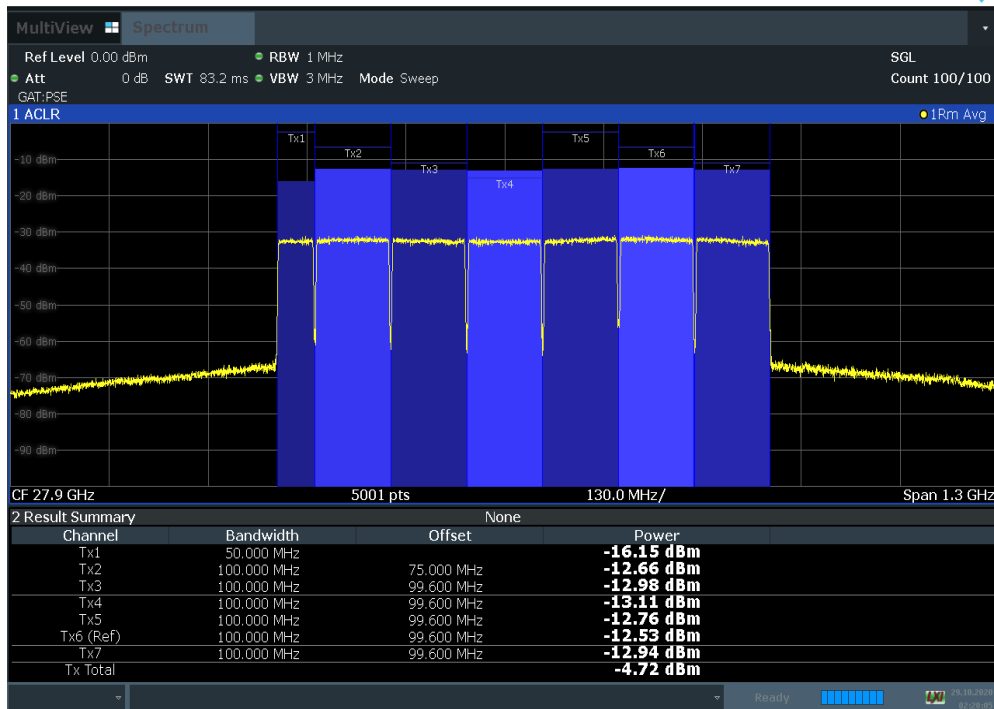 MultiView Spectrum
Ref Level 0.00 dBm RBW 1 MHz SGL
Att 0 dB SWT 83.2 ms VBW 3 MHz Mode Sweep Count 100/100
GAT:PSE
1 ACLR 1Rm Avg
Tx1 Tx5
Tx2 Tx6
-10 dBm
Tx3 Tx7
Tx4
-20 dBm
-30 dBm
-40 dBm
-50 dBm
-60 dBm
-70 dBm
-80 dBm
-90 dBm
CF 27.9 GHz 5001 pts 130.0 MHz/ Span 1.3 GHz
2 Result Summary None
Channel Bandwidth Offset Power
Tx1 50.000 MHz -16.15 dBm
Tx2 100.000 MHz 75.000 MHz -12.66 dBm
Tx3 100.000 MHz 99.600 MHz -12.98 dBm
Tx4 100.000 MHz 99.600 MHz -13.11 dBm
Tx5 100.000 MHz 99.600 MHz -12.76 dBm
Tx6 (Ref) 100.000 MHz 99.600 MHz -12.53 dBm
Tx7 100.000 MHz 99.600 MHz -12.94 dBm
Tx Total -4.72 dBm
Ready 29.10.2020
02:20:05